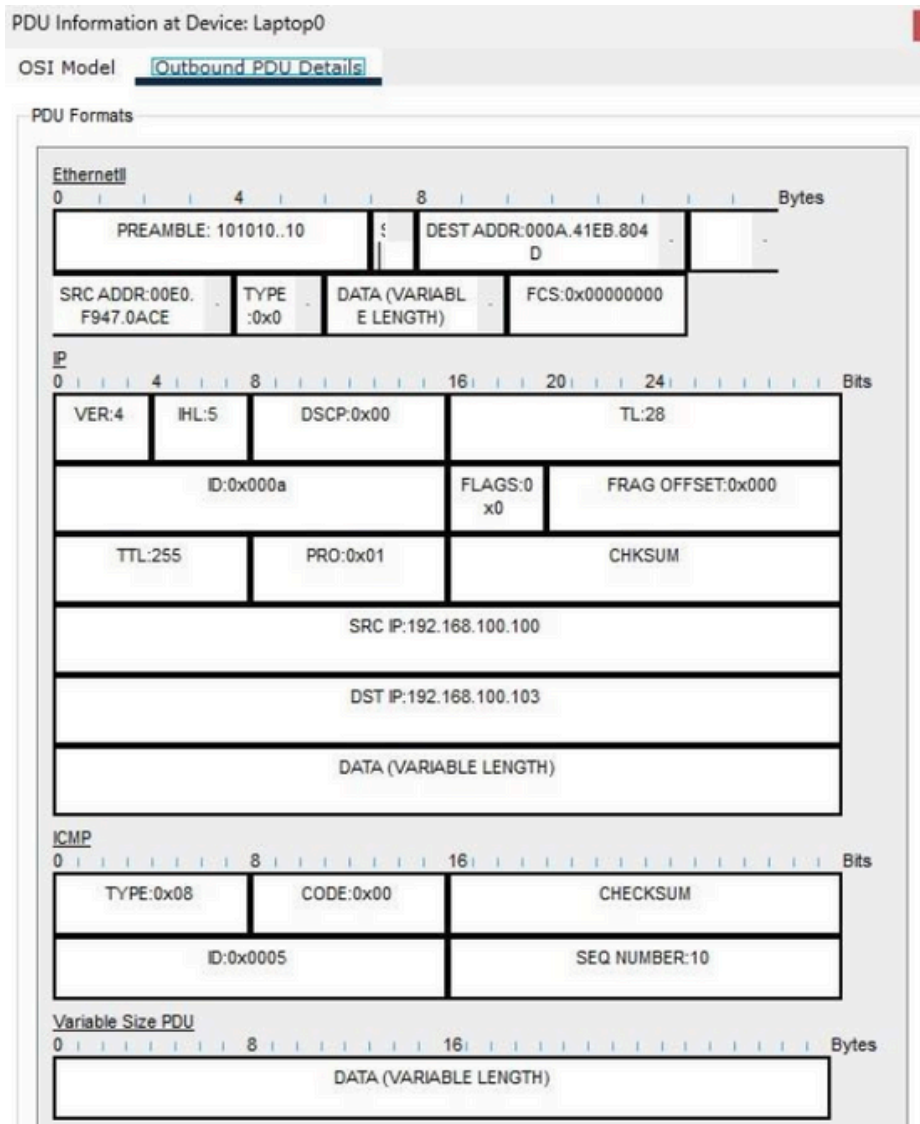 PDU Information at Device: Laptop0
OSI Model Outbound PDU Details
PDU Formats
EthernetII
0 4 8 Bytes
PREAMBLE: 101010..10 DEST ADDR:000A.41EB.804
D
SRC ADDR:00E0. TYPE DATA (VARIABL FCS:0x00000000
F947.0ACE :0x0 E LENGTH)
IP
0 4 8 16 20 24 Bits
VER:4 IHL:5 DSCP:0x00 TL:28
ID:0x000a FLAGS:0 FRAG OFFSET:0x000
x0
TTL:255 PRO:0x01 CHKSUM
SRC IP:192.168.100.100
DST IP:192.168.100.103
DATA (VARIABLE LENGTH)
ICMP
0 8 16 Bits
TYPE:0x08 CODE:0x00 CHECKSUM
ID:0x0005 SEQ NUMBER:10
Variable Size PDU
0 8 16 Bytes
DATA (VARIABLE LENGTH)